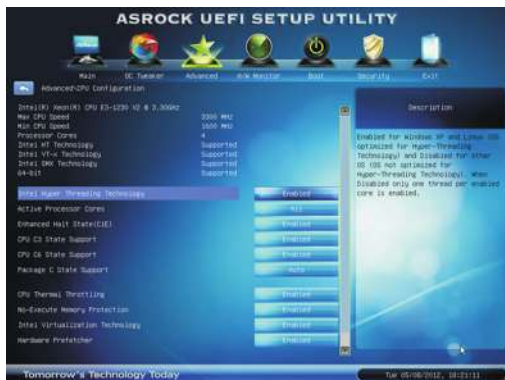 ASROCK UEFI SETUP UTILITY
Main OC Tweaker Advanced H/W Monitor Boot Security Exit
Advanced\CPU Configuration
Intel(R) Xeon(R) CPU E3-1230 V2 @ 3.30GHz
Max CPU Speed 3300 MHz
Min CPU Speed 1600 MHz
Processor Cores 4
Intel HT Technology Supported
Intel VT-x Technology Supported
Intel SMX Technology Supported
64-bit Supported
Intel Hyper Threading Technology Enabled
Active Processor Cores All
Enhanced Halt State(C1E) Enabled
CPU C3 State Support Enabled
CPU C6 State Support Enabled
Package C State Support Auto
CPU Thermal Throttling Enabled
No-Execute Memory Protection Enabled
Intel Virtualization Technology Enabled
Hardware Prefetcher Enabled
Description
Enabled for Windows XP and Linux (OS
optimized for Hyper-Threading
Technology) and Disabled for other
OS (OS not optimized for
Hyper-Threading Technology). When
Disabled only one thread per enabled
core is enabled.
Tomorrow's Technology Today
Tue 05/08/2012, 18:21:11